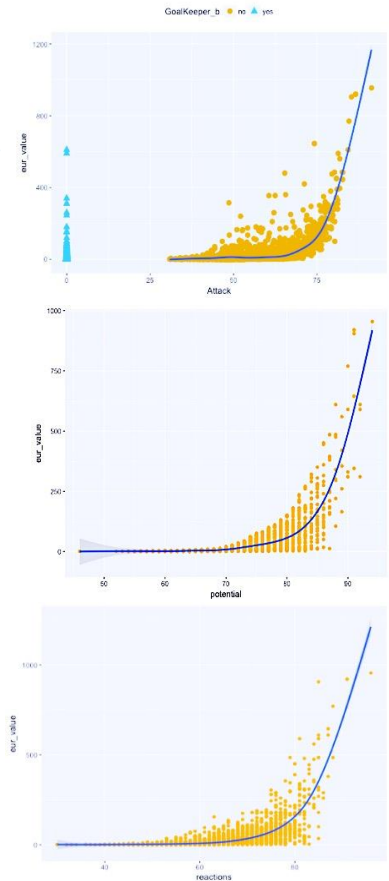 GoalKeeper_b no yes
1200
800
400
0
eur_value
0 25 50 75
Attack
1000
750
500
250
0
eur_value
50 60 70 80 90
potential
1000
500
0
eur_value
40 60 80
reactions